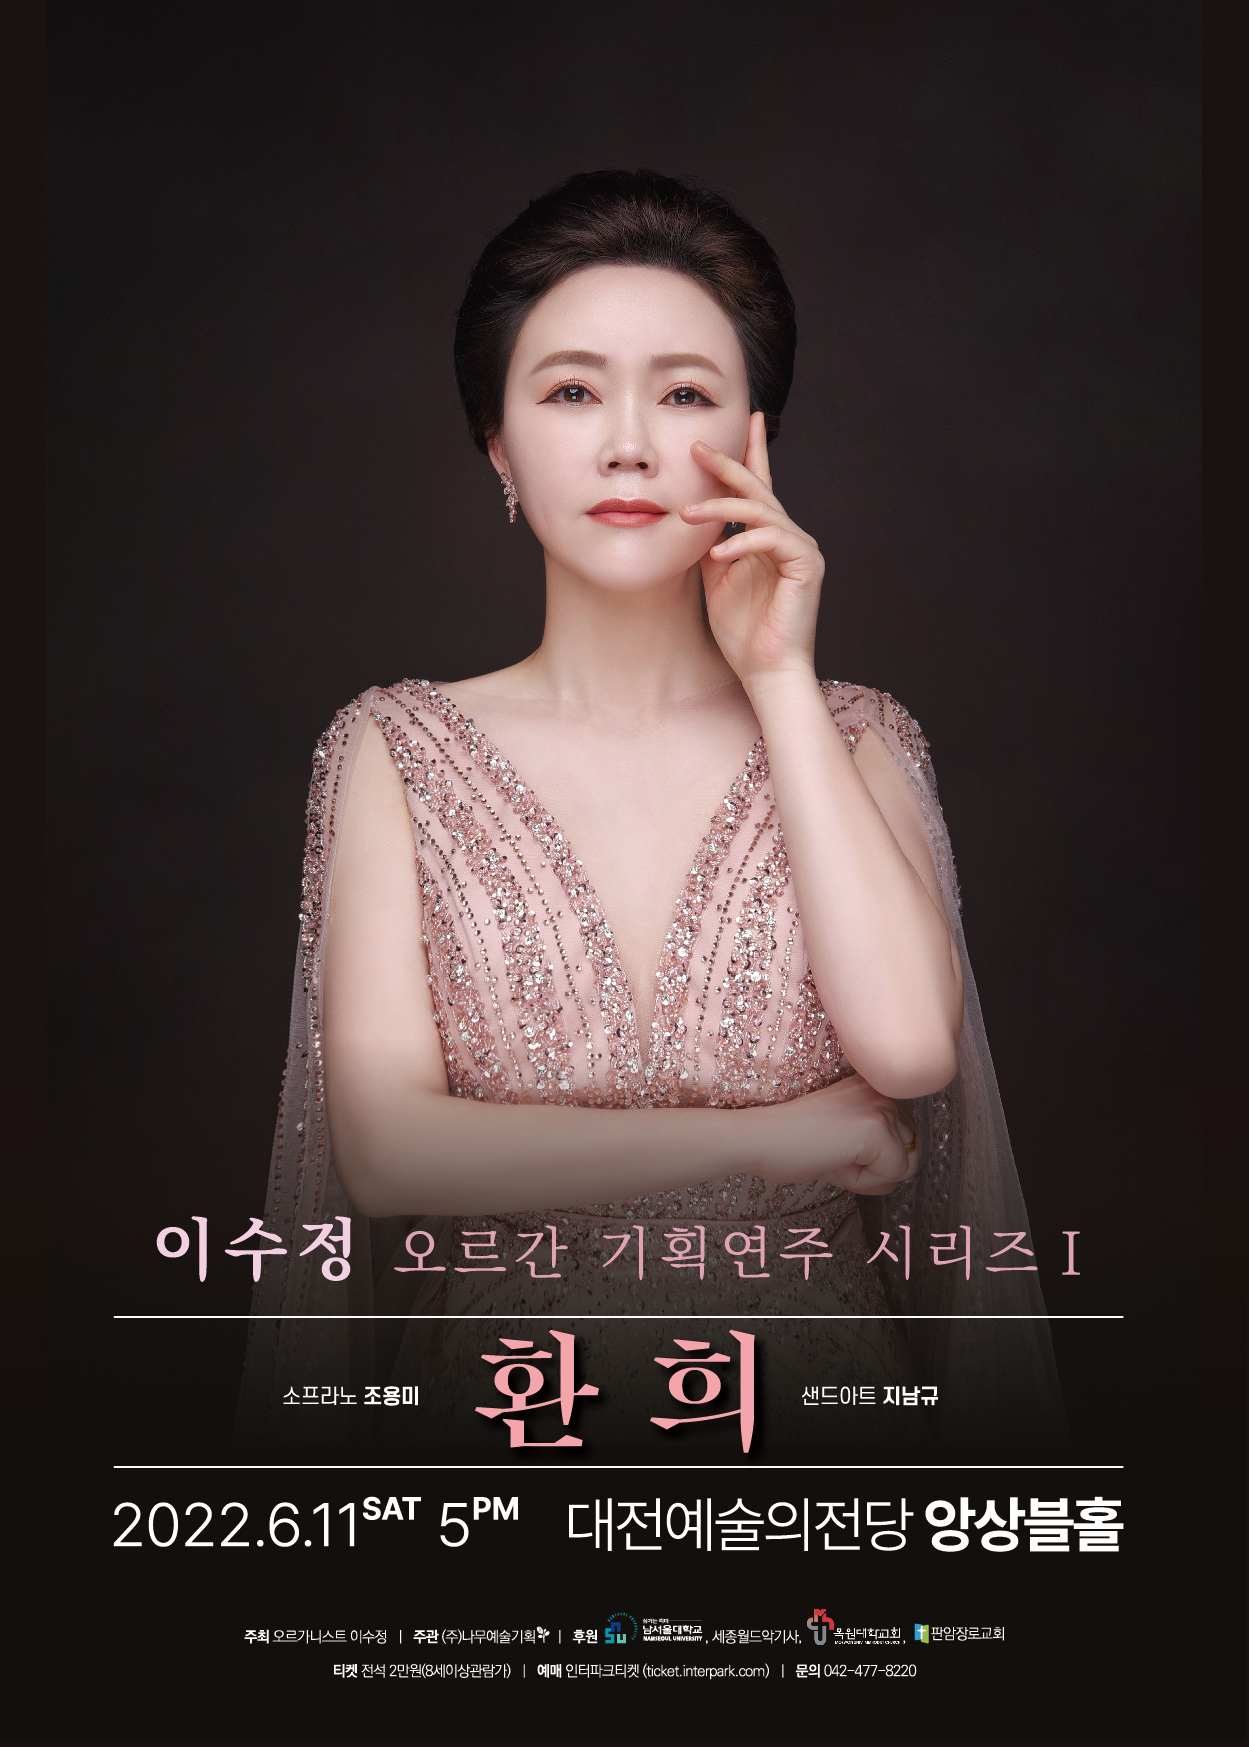 이수정 오르간 기획연주 시리즈 I
소프라노 조용미 환 희 샌드아트 지남규
2022.6.11 SAT 5PM 대전예술의전당 앙상블홀
주최 오르가니스트 이수정 | 주관 (주)나무예술기획 | 후원 남서울대학교 NAMSEOUL UNIVERSITY, 세종월드악기사, 목원대학교회, 판암장로교회
티켓 전석 2만원(8세이상관람가) | 예매 인터파크티켓 (ticket.interpark.com) | 문의 042-477-8220